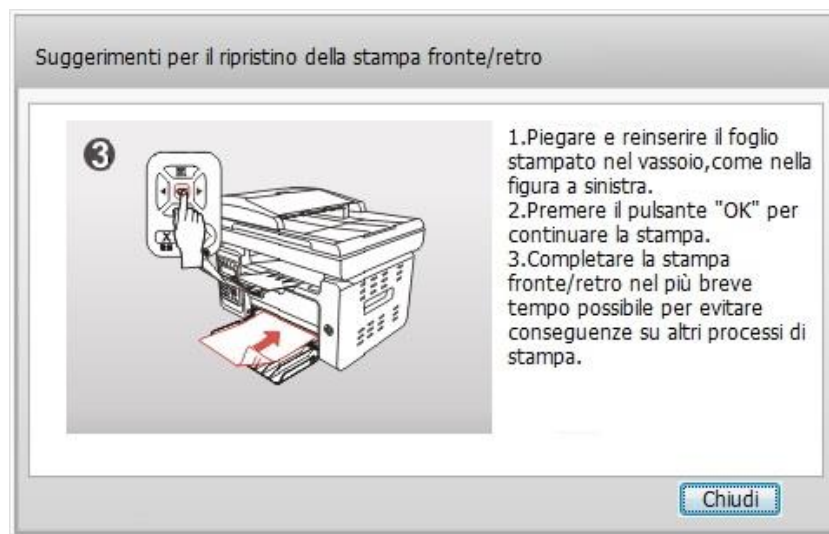 Suggerimenti per il ripristino della stampa fronte/retro
3
1.Piegare e reinserire il foglio
stampato nel vassoio,come nella
figura a sinistra.
2.Premere il pulsante "OK" per
continuare la stampa.
3.Completare la stampa
fronte/retro nel più breve
tempo possibile per evitare
conseguenze su altri processi di
stampa.
Chiudi